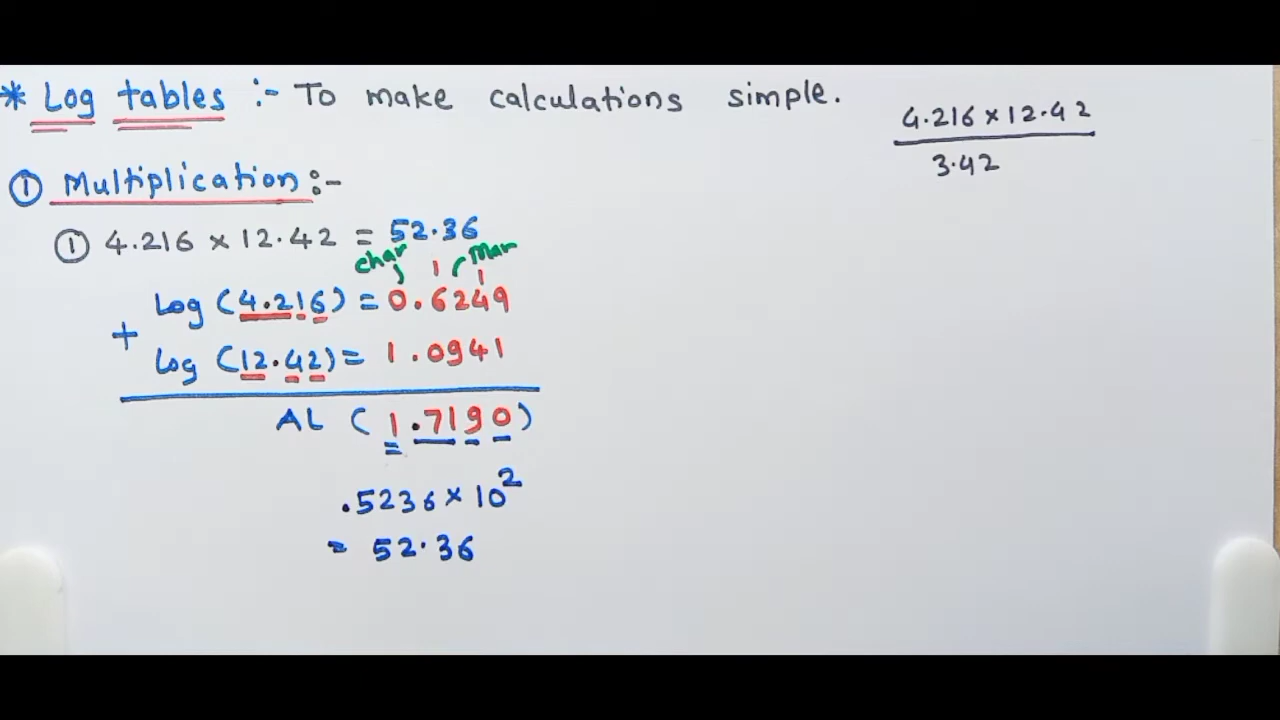 * Log tables :- To make calculations simple.
4.216 × 12.42
3.42
① Multiplication :-
① 4.216 × 12.42 = 52.36
char Man
1 1
log (4.216) = 0.6249
+
log (12.42) = 1.0941
AL (1.7190)
.5236 × 10²
= 52.36